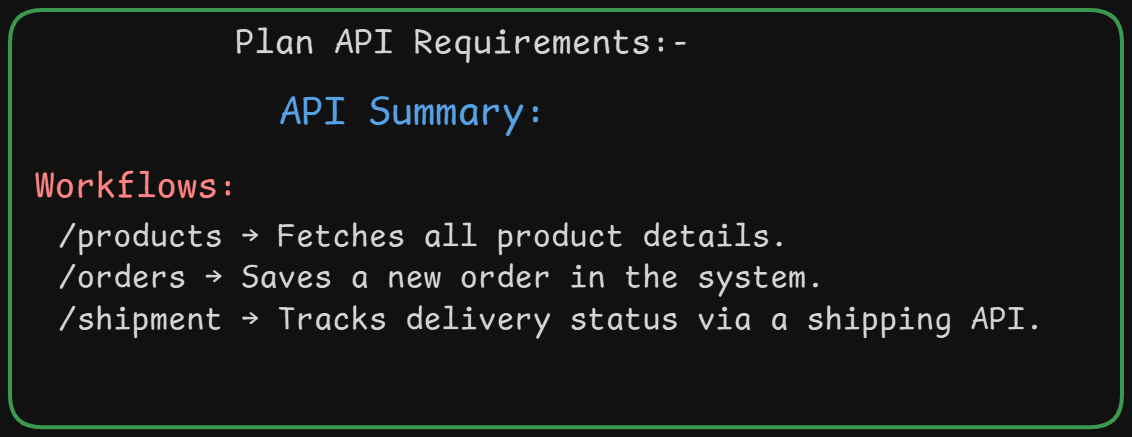 Plan API Requirements:-
API Summary:
Workflows:
/products → Fetches all product details.
/orders → Saves a new order in the system.
/shipment → Tracks delivery status via a shipping API.